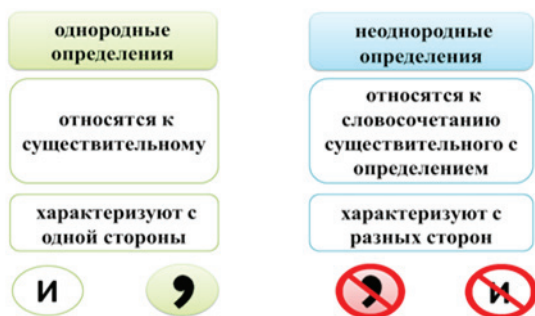 однородные
определения
относятся к
существительному
характеризуют с
одной стороны
и ,
неоднородные
определения
относятся к
словосочетанию
существительного с
определением
характеризуют с
разных сторон
, и